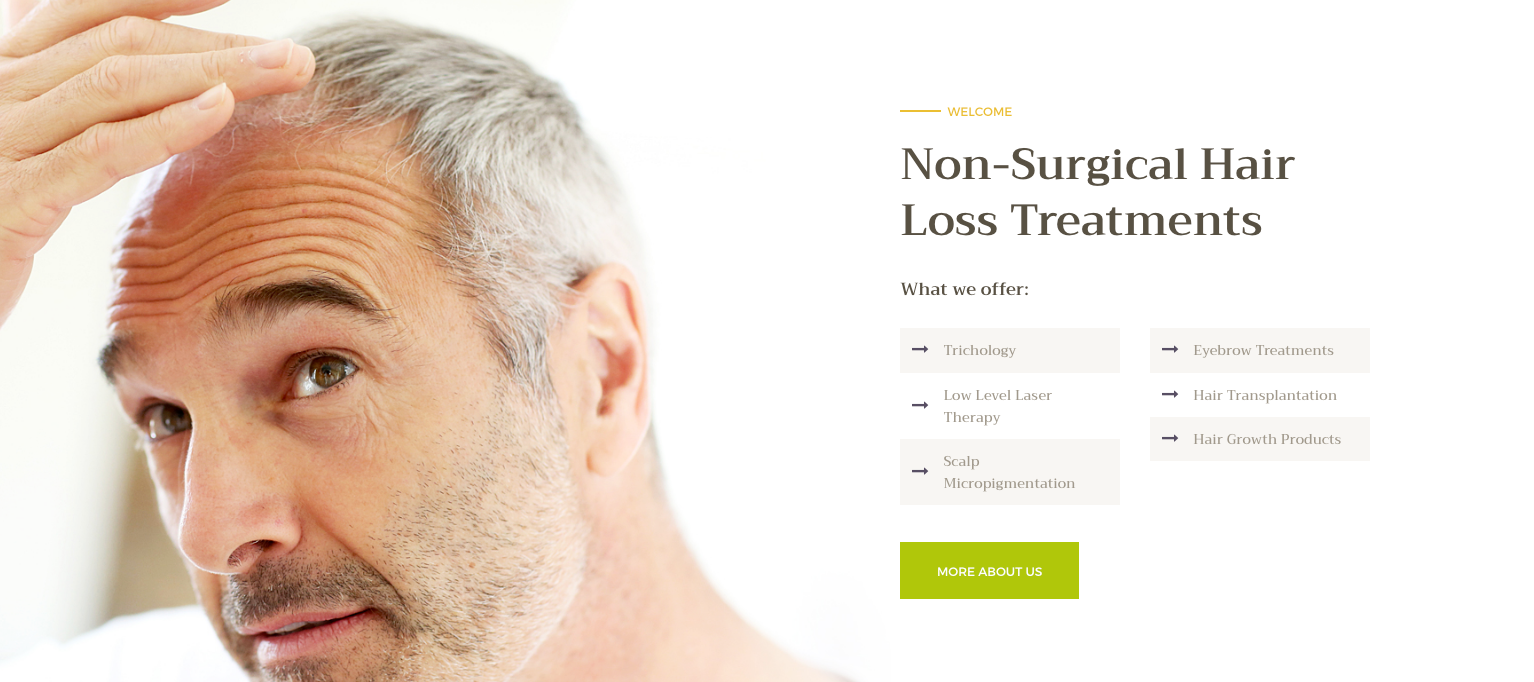 WELCOME
Non-Surgical Hair
Loss Treatments
What we offer:
Trichology
Low Level Laser
Therapy
Scalp
Micropigmentation
Eyebrow Treatments
Hair Transplantation
Hair Growth Products
MORE ABOUT US